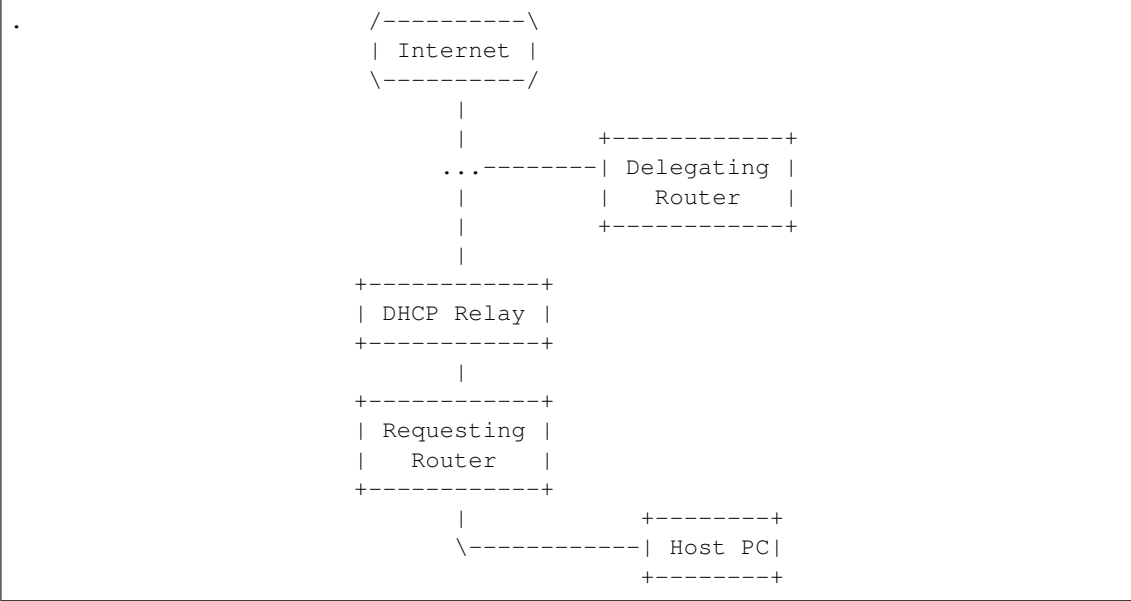 .                        /----------\
                         | Internet |
                         \----------/
                               |
                               |         +------------+
                              ...--------| Delegating |
                               |         |   Router   |
                               |         +------------+
                               |
                        +------------+
                        | DHCP Relay |
                        +------------+
                               |
                        +------------+
                        | Requesting |
                        |   Router   |
                        +------------+
                               |            +--------+
                               \------------| Host PC|
                                            +--------+